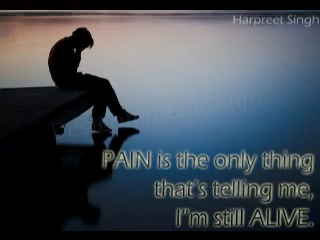 Harpreet Singh
PAIN is the only thing
that's telling me,
I"m still ALIVE.